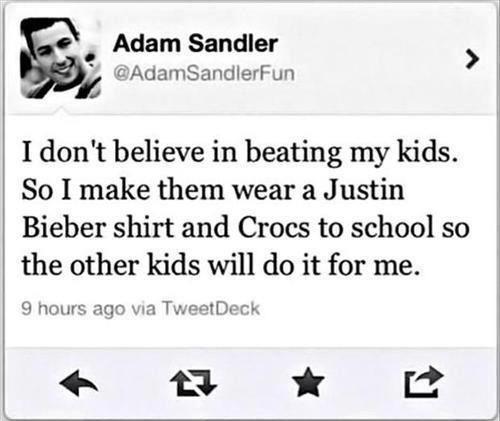 Adam Sandler
@AdamSandlerFun
I don't believe in beating my kids.
So I make them wear a Justin
Bieber shirt and Crocs to school so
the other kids will do it for me.
9 hours ago via TweetDeck